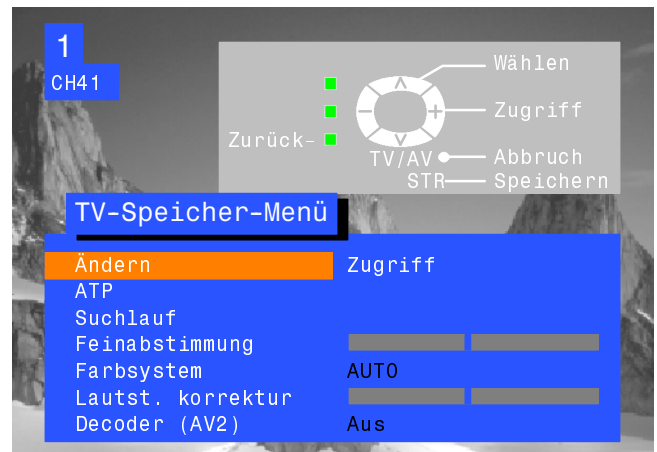 1
CH41
Wählen
Zugriff
Zurück-
TV/AV
Abbruch
STR
Speichern
TV-Speicher-Menü
Ändern Zugriff
ATP
Suchlauf
Feinabstimmung
Farbsystem AUTO
Lautst. korrektur
Decoder (AV2) Aus